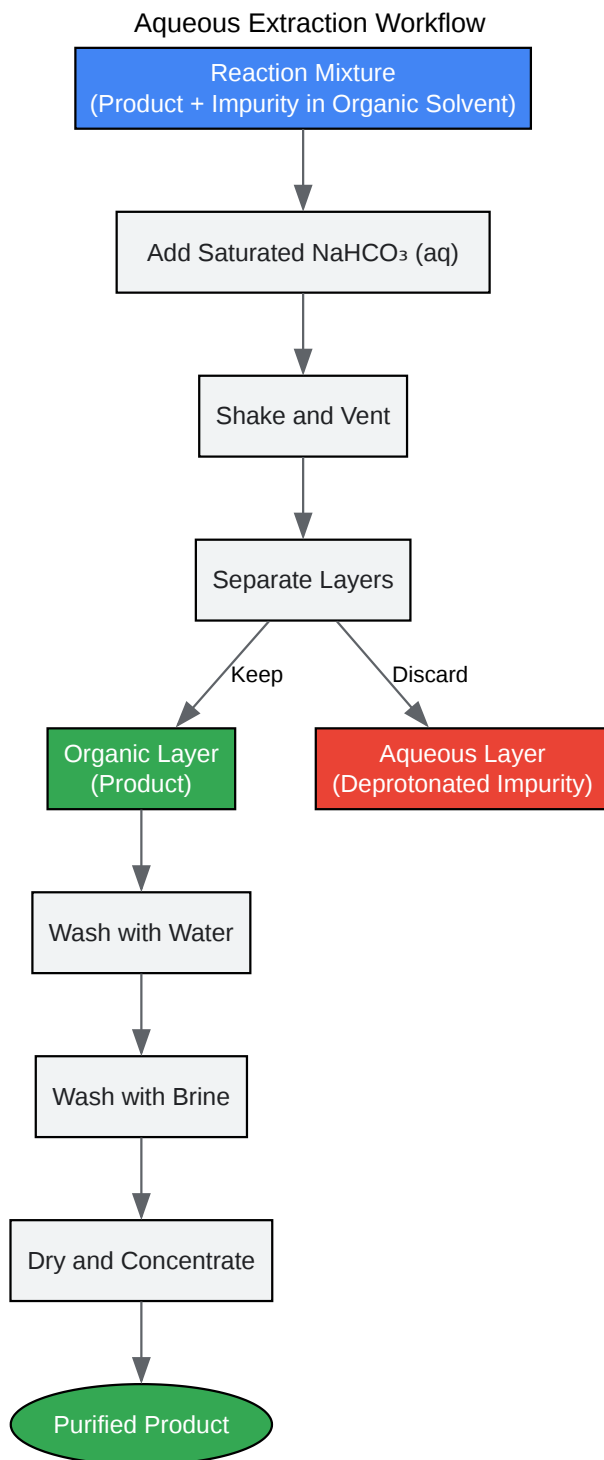 Aqueous Extraction Workflow
Reaction Mixture
(Product + Impurity in Organic Solvent)
Add Saturated NaHCO₃ (aq)
Shake and Vent
Separate Layers
Keep
Discard
Organic Layer
(Product)
Aqueous Layer
(Deprotonated Impurity)
Wash with Water
Wash with Brine
Dry and Concentrate
Purified Product